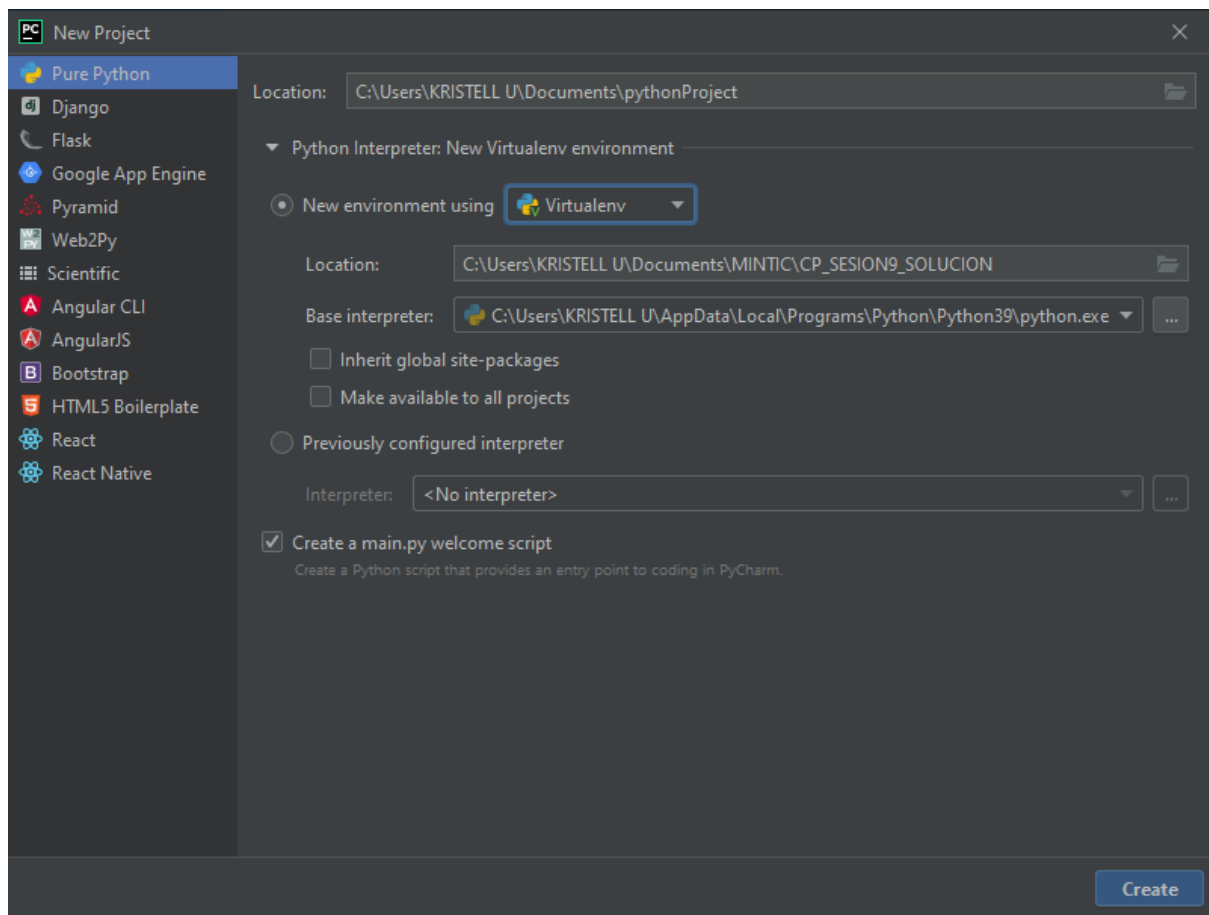 New Project
Pure Python
Django
Flask
Google App Engine
Pyramid
Web2Py
Scientific
Angular CLI
AngularJS
Bootstrap
HTML5 Boilerplate
React
React Native
Location: C:\Users\KRISTELL U\Documents\pythonProject
Python Interpreter: New Virtualenv environment
New environment using Virtualenv
Location: C:\Users\KRISTELL U\Documents\MINTIC\CP_SESION9_SOLUCION
Base interpreter: C:\Users\KRISTELL U\AppData\Local\Programs\Python\Python39\python.exe ...
Inherit global site-packages
Make available to all projects
Previously configured interpreter
Interpreter: <No interpreter> ...
Create a main.py welcome script
Create a Python script that provides an entry point to coding in PyCharm.
Create